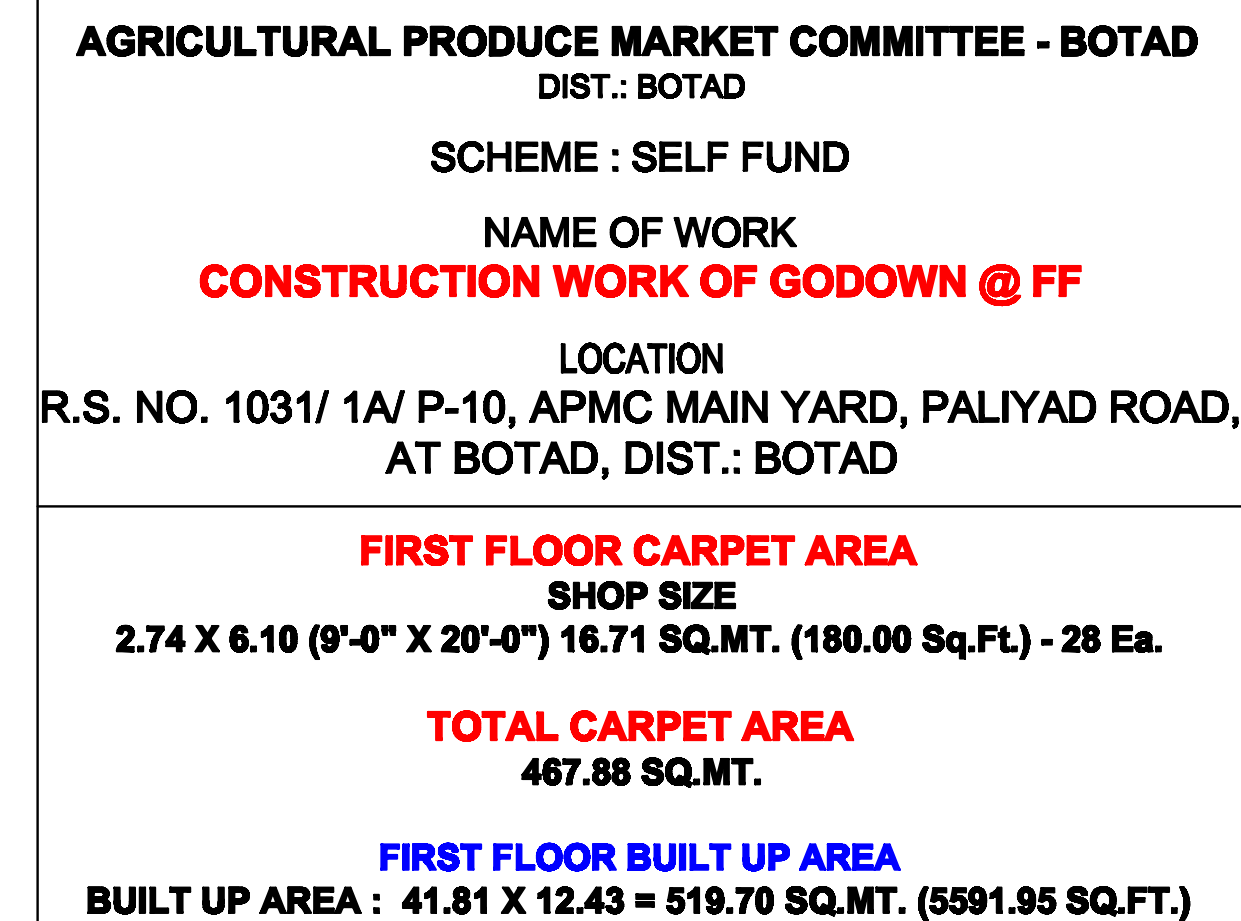 AGRICULTURAL PRODUCE MARKET COMMITTEE - BOTAD
DIST.: BOTAD
SCHEME : SELF FUND
NAME OF WORK
CONSTRUCTION WORK OF GODOWN @ FF
LOCATION
R.S. NO. 1031/ 1A/ P-10, APMC MAIN YARD, PALIYAD ROAD,
AT BOTAD, DIST.: BOTAD
FIRST FLOOR CARPET AREA
SHOP SIZE
2.74 X 6.10 (9'-0" X 20'-0") 16.71 SQ.MT. (180.00 Sq.Ft.) - 28 Ea.
TOTAL CARPET AREA
467.88 SQ.MT.
FIRST FLOOR BUILT UP AREA
BUILT UP AREA : 41.81 X 12.43 = 519.70 SQ.MT. (5591.95 SQ.FT.)